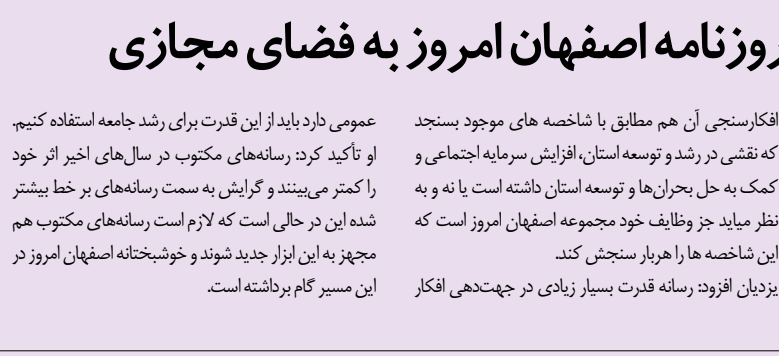 روزنامه اصفهان امروز به فضای مجازی
افکارسنجی آن هم مطابق با شاخصه های موجود بسنجد
که نقشی در رشد و توسعه استان، افزایش سرمایه اجتماعی و
کمک به حل بحران‌ها و توسعه استان داشته است یا نه و به
نظر میاید جز وظایف خود مجموعه اصفهان امروز است که
این شاخصه ها را هربار سنجش کند.
یزدیان افزود: رسانه قدرت بسیار زیادی در جهت‌دهی افکار
عمومی دارد باید از این قدرت برای رشد جامعه استفاده کنیم.
او تأکید کرد: رسانه‌های مکتوب در سال‌های اخیر اثر خود
را کمتر می‌بینند و گرایش به سمت رسانه‌های بر خط بیشتر
شده این در حالی است که لازم است رسانه‌های مکتوب هم
مجهز به این ابزار جدید شوند و خوشبختانه اصفهان امروز در
این مسیر گام برداشته است.